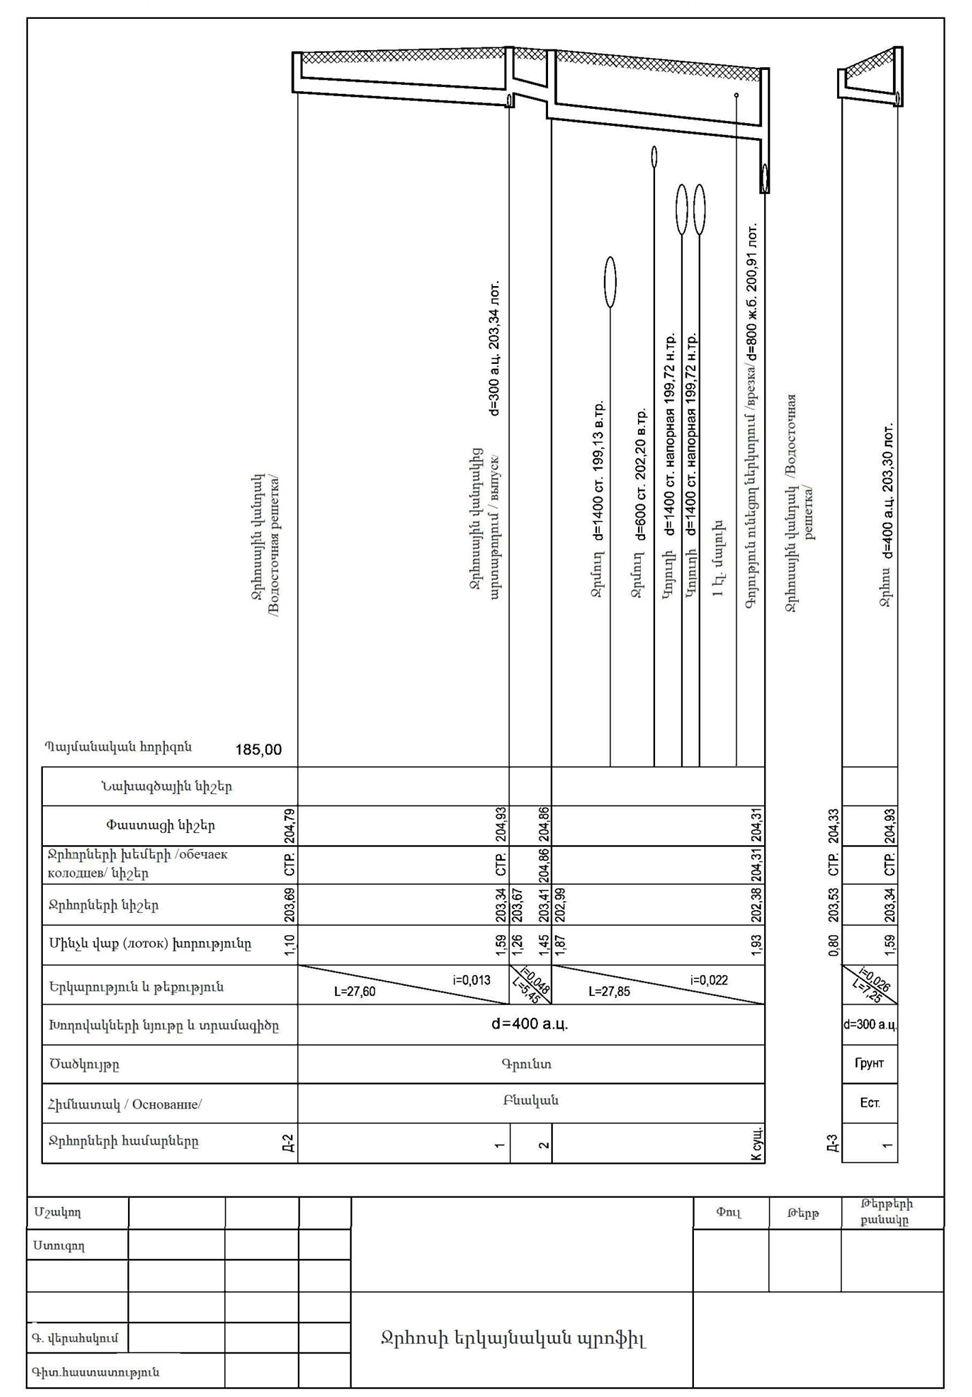 Ջրհոսային վանդակ
/Водосточная решетка/
Ջրհոսային վանդակից
արտաթողում / выпуск/
d=300 а.ц. 203,34 лот.
Ջրմուղ d=1400 ст. 199,13 в.тр.
Ջրմուղ d=600 ст. 202,20 в.тр.
Կոյուղի d=1400 ст. напорная 199,72 н.тр.
Կոյուղի d=1400 ст. напорная 199,72 н.тр.
1 էլ. մալուխ
Գոյություն ունեցող ներկտրում /врезка/ d=800 ж.б. 200,91 лот.
Ջրհոսային վանդակ /Водосточная
решетка/
Ջրհոս d=400 а.ц. 203,30 лот.
Պայմանական հորիզոն 185,00
Նախագծային նիշեր
Փաստացի նիշեր 204,79 204,93 204,86 204,31 204,33 204,93
Ջրհորների խեմերի /обечаек
կոլոդцев/ նիշեր СТР. СТР. 204,86 204,31 СТР. СТР.
Ջրհորների նիշեր 203,69 203,34 203,67 203,41 202,99 202,38 203,53 203,34
Մինչև վաք (лоток) խորությունը 1,10 1,59 1,26 1,45 1,87 1,93 0,80 1,59
Երկարություն և թեքություն L=27,60 i=0,013 i=0,048 L=5,45 L=27,85 i=0,022 i=0,026 L=7,25
Խողովակների նյութը և տրամագիծը d=400 а.ц. d=300 а.ц.
Ծածկույթը Գրունտ Грунт
Հիմնատակ / Основание/ Բնական Ест.
Ջրհորների համարները Д-2 1 2 К сущ. Д-3 1
Մշակող Փուլ Թերթ Թերթերի
քանակը
Ստուգող
Գ. վերահսկում
Ջրհոսի երկայնական պրոֆիլ
Գիտ.հաստատություն